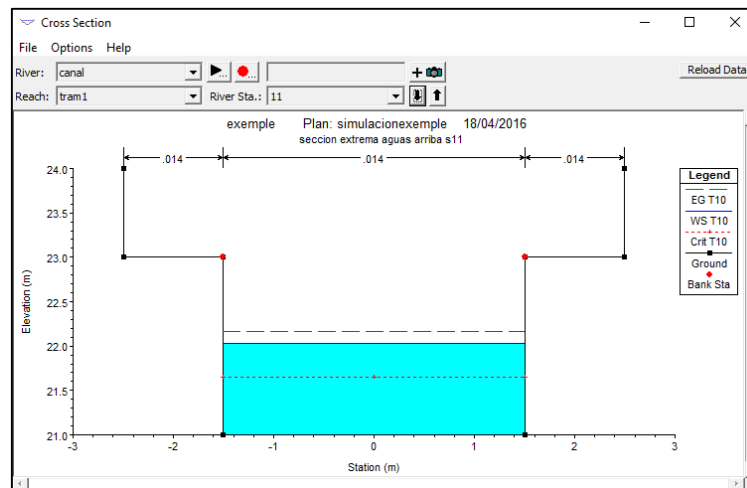 Cross Section
File Options Help
River: canal
Reload Data
Reach: tram1 River Sta.: 11
exemple Plan: simulacionexemple 18/04/2016
seccion extrema aguas arriba s11
.014 .014 .014
24.0
23.5
23.0
22.5
22.0
21.5
21.0
Elevation (m)
-3 -2 -1 0 1 2 3
Station (m)
Legend
EG T10
WS T10
Crit T10
Ground
Bank Sta